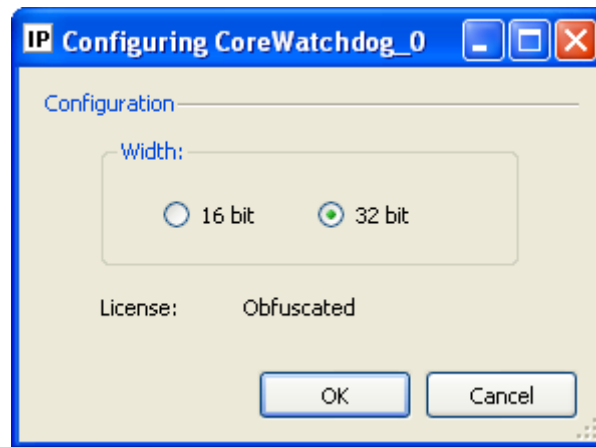 IP Configuring CoreWatchdog_0
Configuration
Width:
16 bit 32 bit
License: Obfuscated
OK Cancel